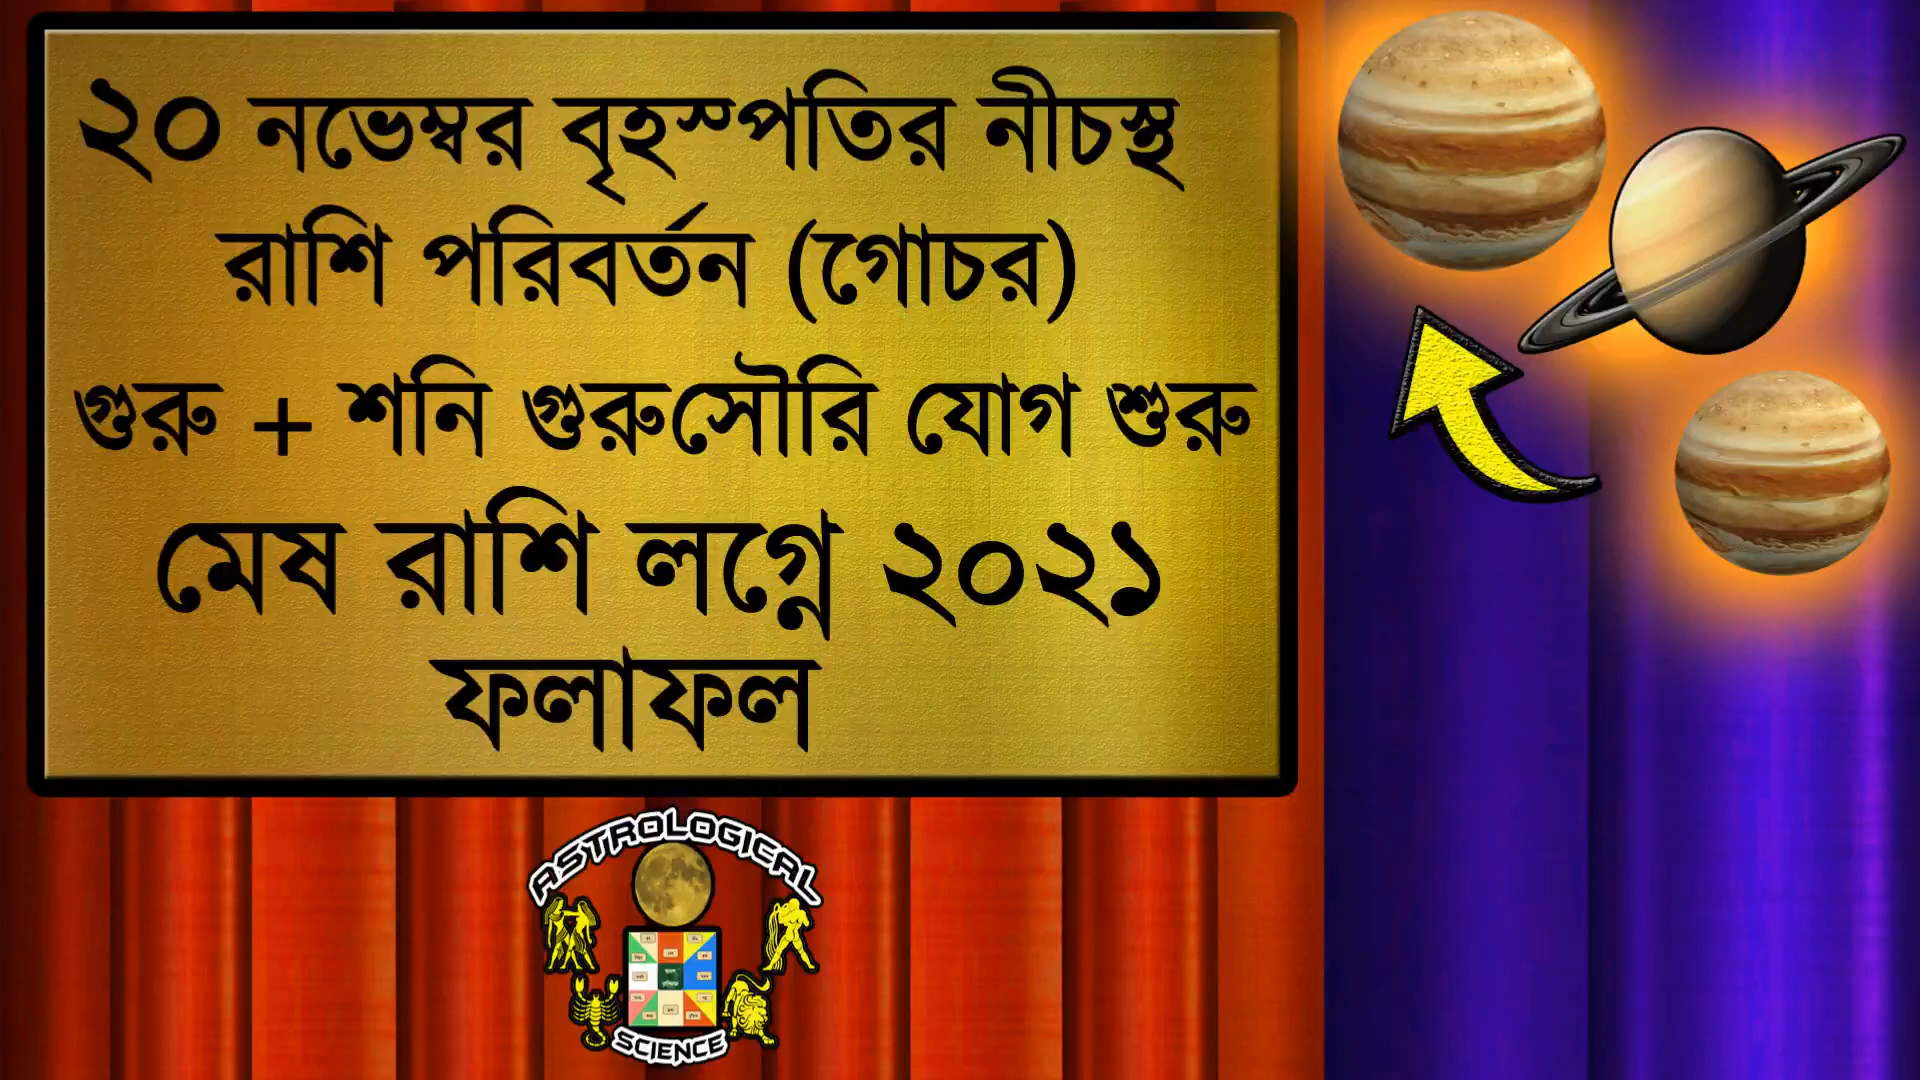 ২০ নভেম্বর বৃহস্পতির নীচস্থ
রাশি পরিবর্তন (গোচর)
গুরু + শনি গুরুসৌরি যোগ শুরু
মেষ রাশি লগ্নে ২০২১
ফলাফল
ASTROLOGICAL
SCIENCE